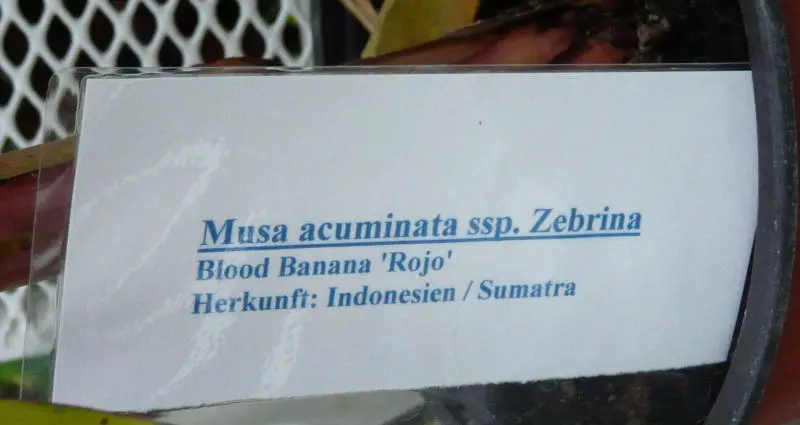 Musa acuminata ssp. Zebrina
Blood Banana 'Rojo'
Herkunft: Indonesien / Sumatra